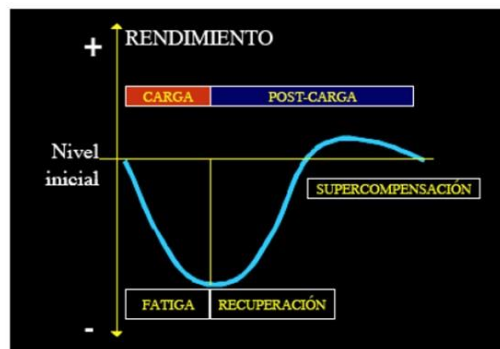 +
RENDIMIENTO
CARGA
POST-CARGA
Nivel
inicial
SUPERCOMPENSACIÓN
FATIGA
RECUPERACIÓN
-